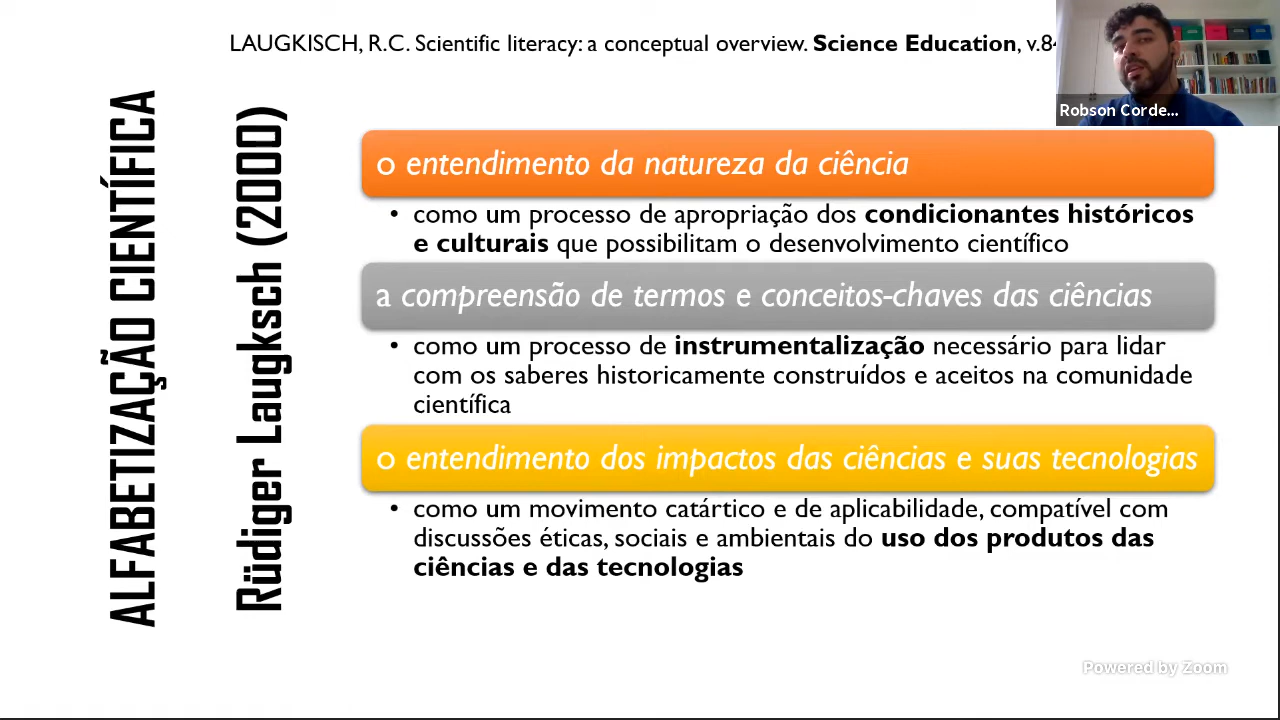 LAUGKISCH, R.C. Scientific literacy: a conceptual overview. Science Education, v.84
Robson Corde...
ALFABETIZAÇÃO CIENTÍFICA
Rüdiger Laugksch (2000)
o entendimento da natureza da ciência
• como um processo de apropriação dos condicionantes históricos
e culturais que possibilitam o desenvolvimento científico
a compreensão de termos e conceitos-chaves das ciências
• como um processo de instrumentalização necessário para lidar
com os saberes historicamente construídos e aceitos na comunidade
científica
o entendimento dos impactos das ciências e suas tecnologias
• como um movimento catártico e de aplicabilidade, compatível com
discussões éticas, sociais e ambientais do uso dos produtos das
ciências e das tecnologias
Powered by Zoom